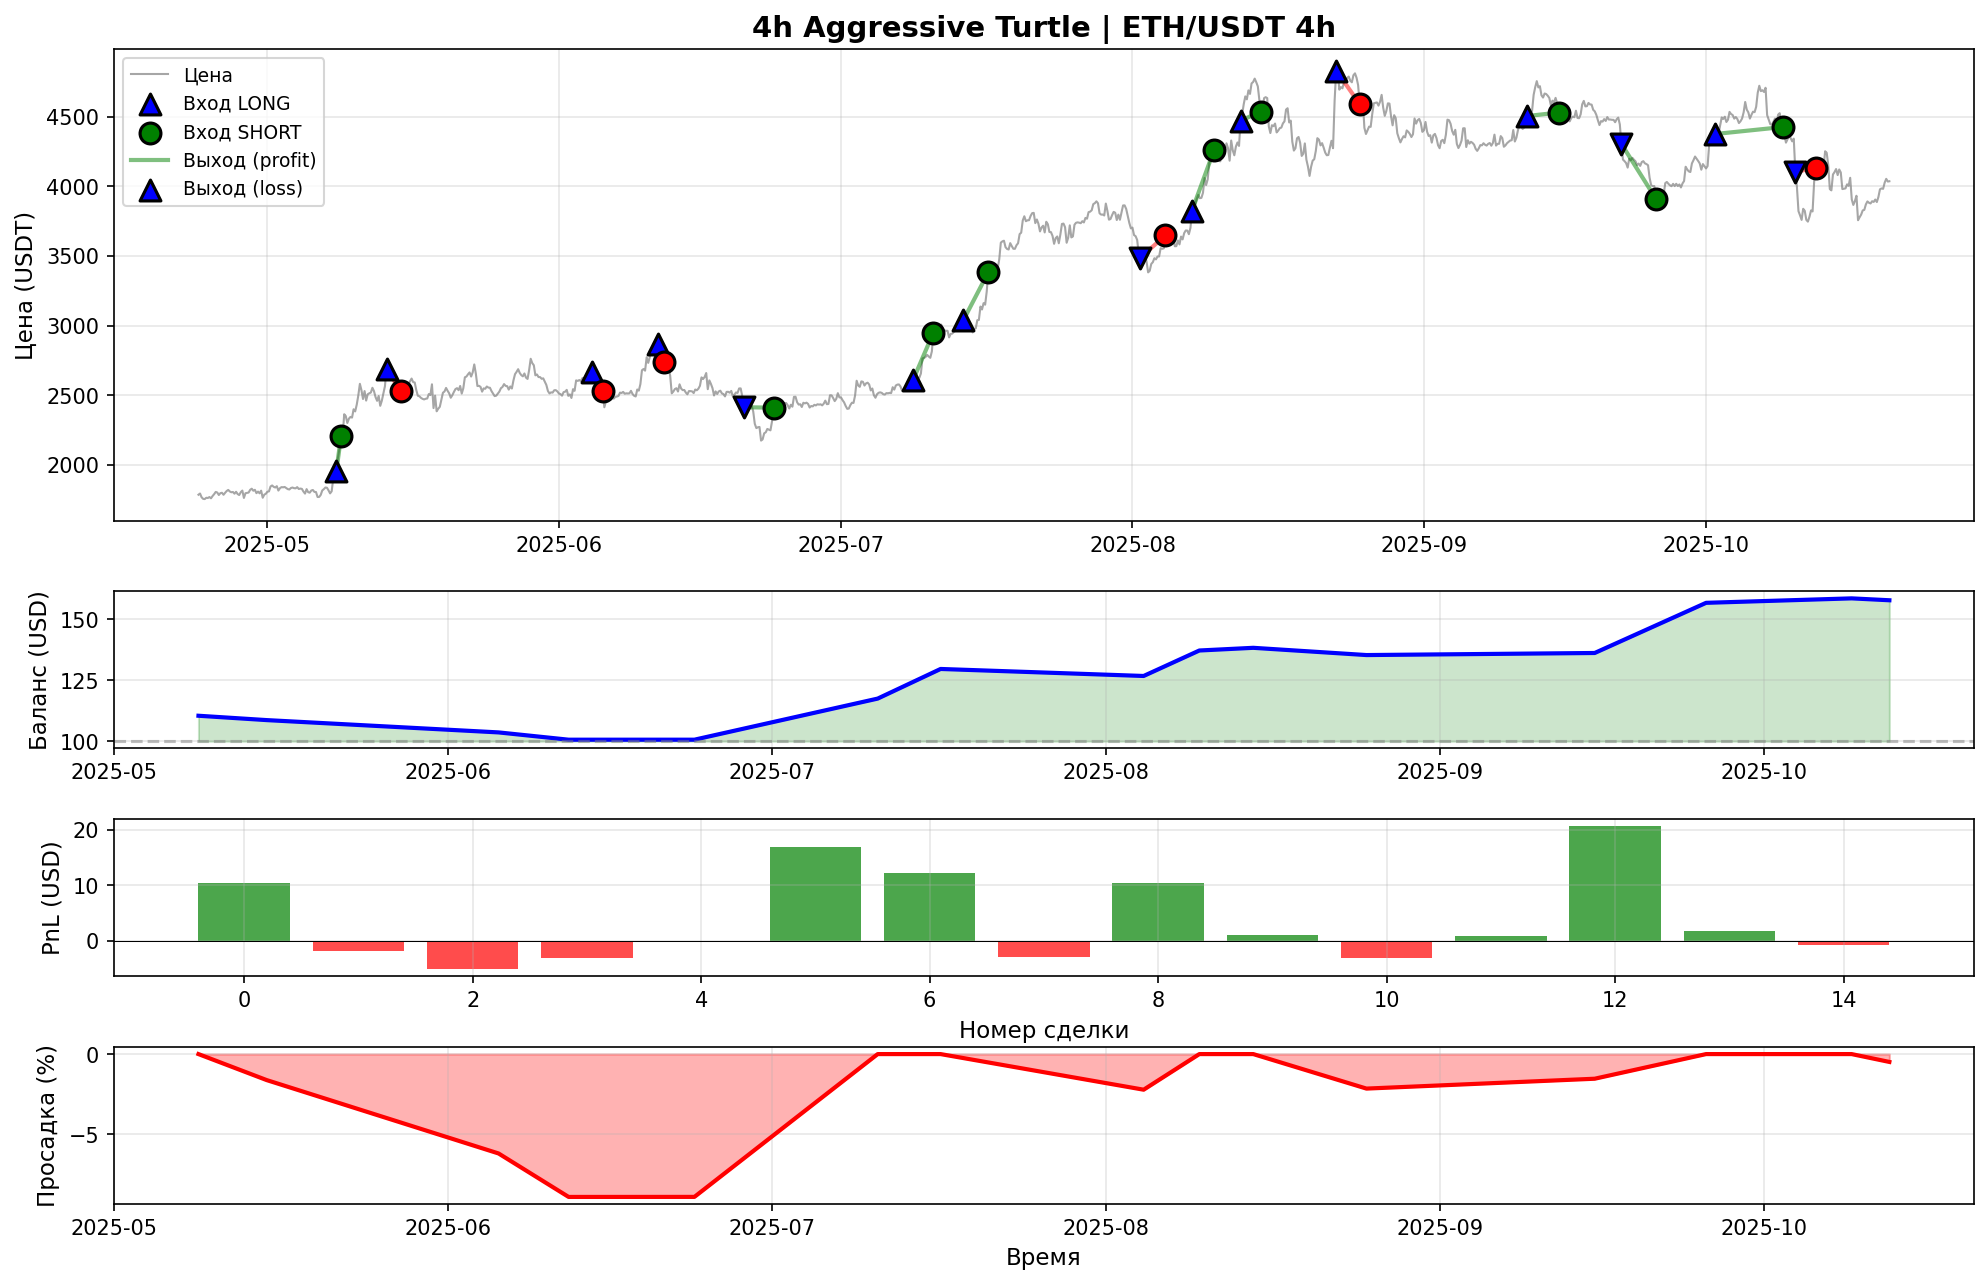 4h Aggressive Turtle | ETH/USDT 4h
Цена (USDT)
4500
4000
3500
3000
2500
2000
Цена
Вход LONG
Вход SHORT
Выход (profit)
Выход (loss)
2025-05 2025-06 2025-07 2025-08 2025-09 2025-10
Баланс (USD)
150
125
100
2025-05 2025-06 2025-07 2025-08 2025-09 2025-10
PnL (USD)
20
10
0
0 2 4 6 8 10 12 14
Номер сделки
Просадка (%)
0
−5
2025-05 2025-06 2025-07 2025-08 2025-09 2025-10
Время